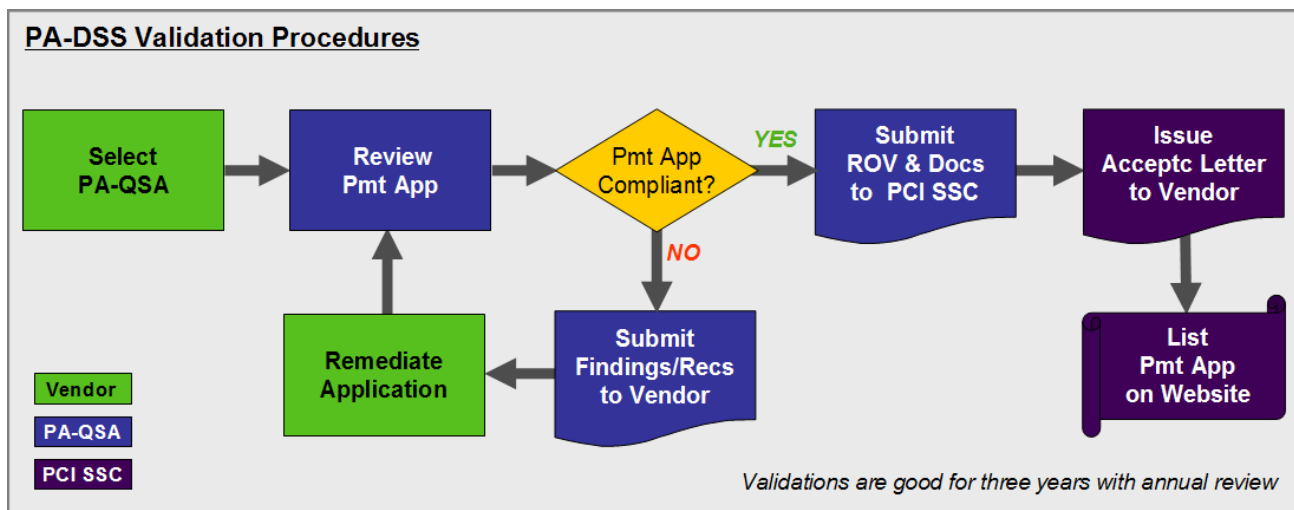 PA-DSS Validation Procedures
Select
PA-QSA
Review
Pmt App
Pmt App
Compliant?
YES
Submit
ROV & Docs
to PCI SSC
Issue
Acceptc Letter
to Vendor
NO
Remediate
Application
Submit
Findings/Recs
to Vendor
List
Pmt App
on Website
Vendor
PA-QSA
PCI SSC
Validations are good for three years with annual review